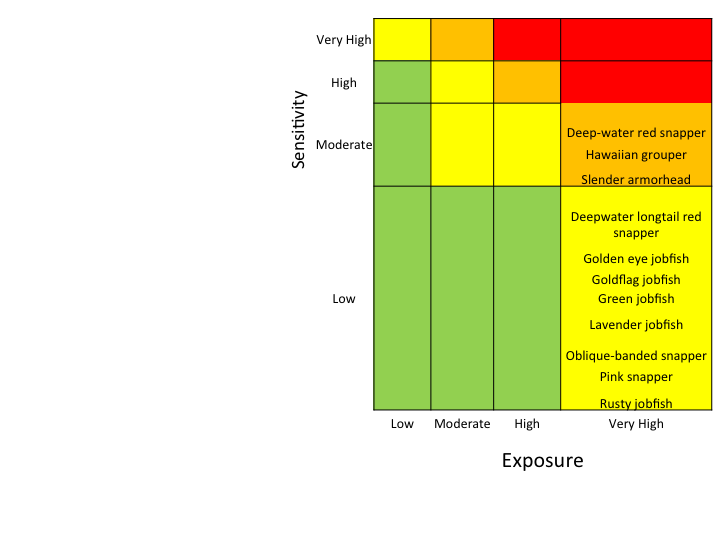 Very High
High
Sensitivity
Moderate
Deep-water red snapper
Hawaiian grouper
Slender armorhead
Deepwater longtail red
snapper
Golden eye jobfish
Goldflag jobfish
Low
Green jobfish
Lavender jobfish
Oblique-banded snapper
Pink snapper
Rusty jobfish
Low Moderate High Very High
Exposure